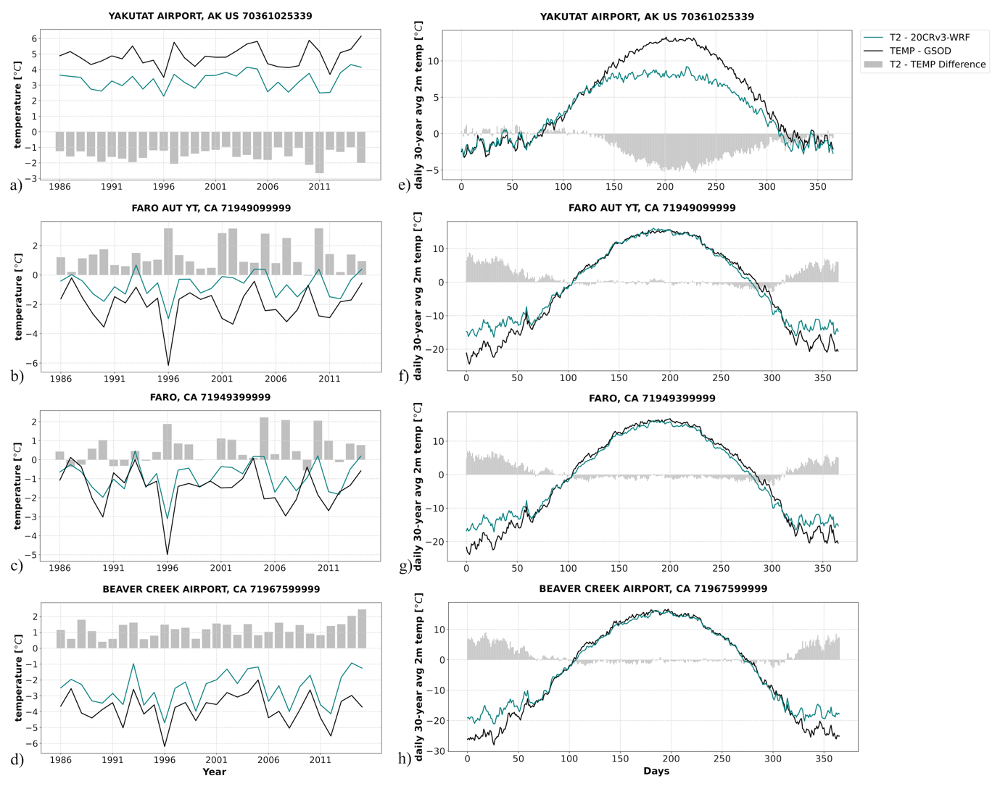 YAKUTAT AIRPORT, AK US 70361025339
temperature [°C]
6
5
4
3
2
1
0
−1
−2
−3
1986 1991 1996 2001 2006 2011
a)
YAKUTAT AIRPORT, AK US 70361025339
daily 30-year avg 2m temp [°C]
10
5
0
−5
0 50 100 150 200 250 300 350
e)
T2 - 20CRv3-WRF
TEMP - GSOD
T2 - TEMP Difference
FARO AUT YT, CA 71949099999
temperature [°C]
2
0
−2
−4
−6
1986 1991 1996 2001 2006 2011
b)
FARO AUT YT, CA 71949099999
daily 30-year avg 2m temp [°C]
10
0
−10
−20
0 50 100 150 200 250 300 350
f)
FARO, CA 71949399999
temperature [°C]
2
1
0
−1
−2
−3
−4
−5
1986 1991 1996 2001 2006 2011
c)
FARO, CA 71949399999
daily 30-year avg 2m temp [°C]
10
0
−10
−20
0 50 100 150 200 250 300 350
g)
BEAVER CREEK AIRPORT, CA 71967599999
temperature [°C]
2
1
0
−1
−2
−3
−4
−5
−6
1986 1991 1996 2001 2006 2011
Year
d)
BEAVER CREEK AIRPORT, CA 71967599999
daily 30-year avg 2m temp [°C]
10
0
−10
−20
−30
0 50 100 150 200 250 300 350
Days
h)